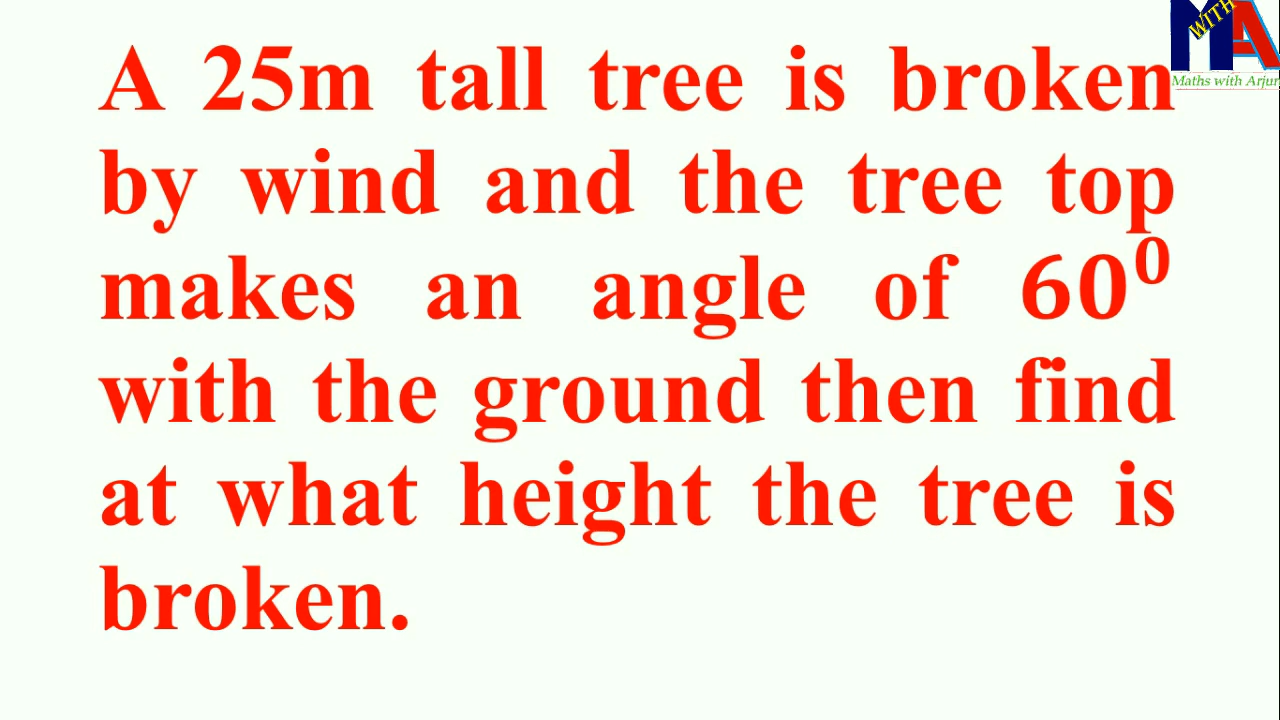 A 25m tall tree is broken
by wind and the tree top
makes an angle of 60⁰
with the ground then find
at what height the tree is
broken.
M WITH A
Maths with Arjun